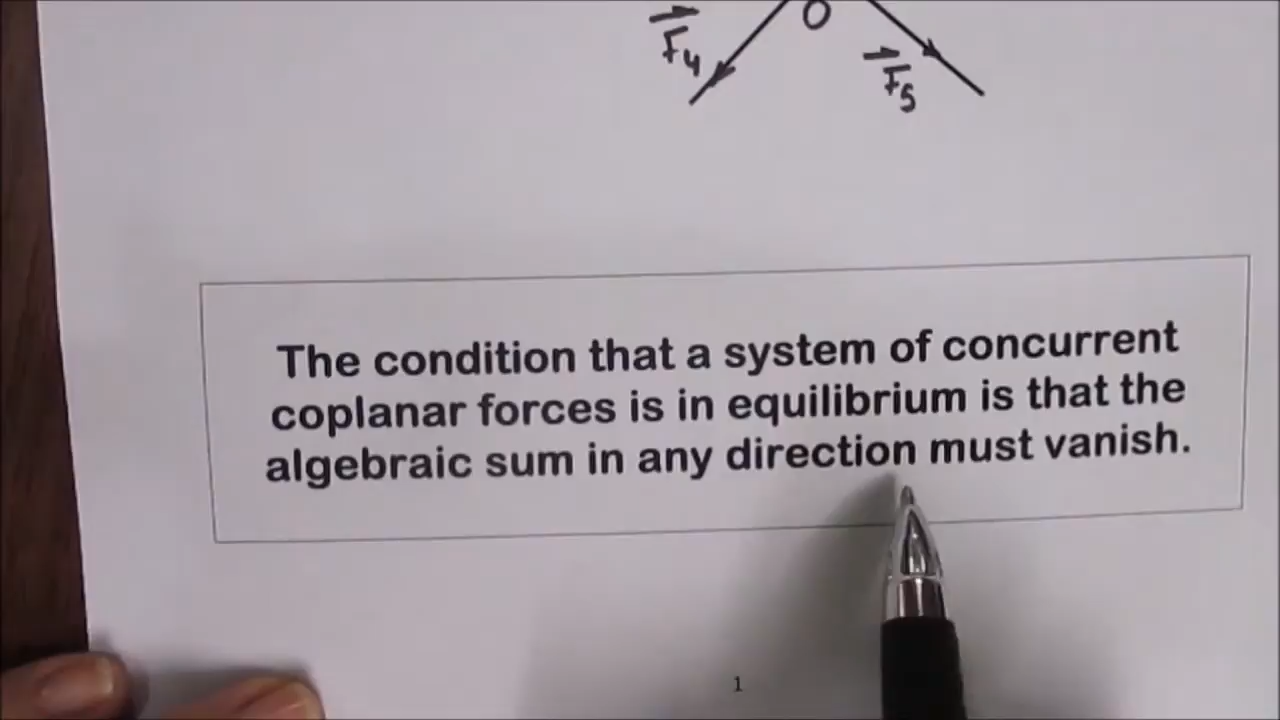 O
F4
F5
The condition that a system of concurrent
coplanar forces is in equilibrium is that the
algebraic sum in any direction must vanish.
1